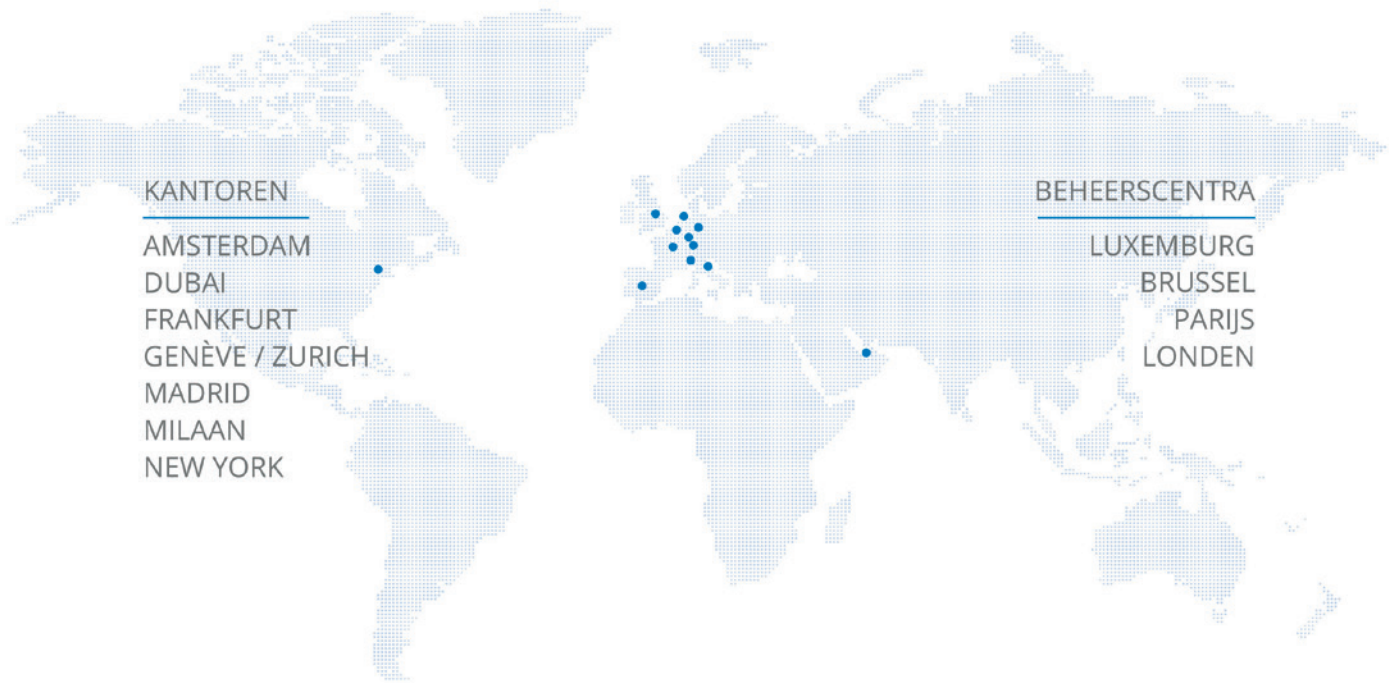 KANTOREN
AMSTERDAM
DUBAI
FRANKFURT
GENÈVE / ZURICH
MADRID
MILAAN
NEW YORK
BEHEERSCENTRA
LUXEMBURG
BRUSSEL
PARIJS
LONDEN